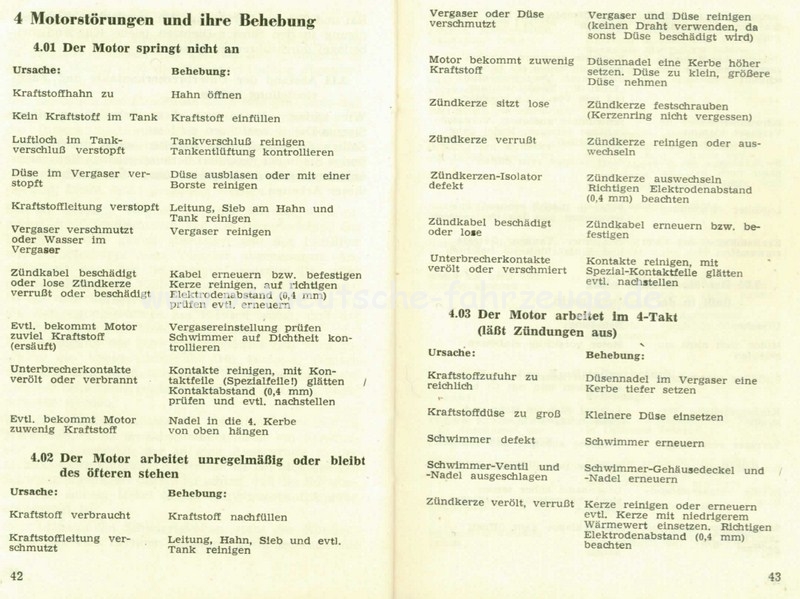 4 Motorstörungen und ihre Behebung
4.01 Der Motor springt nicht an
Ursache: Behebung:
Kraftstoffhahn zu Hahn öffnen
Kein Kraftstoff im Tank Kraftstoff einfüllen
Luftloch im Tank- Tankverschluß reinigen
verschluß verstopft Tankentlüftung kontrollieren
Düse im Vergaser ver- Düse ausblasen oder mit einer
stopft Borste reinigen
Kraftstoffleitung verstopft Leitung, Sieb am Hahn und
Tank reinigen
Vergaser verschmutzt Vergaser reinigen
oder Wasser im
Vergaser
Zündkabel beschädigt Kabel erneuern bzw. befestigen
oder lose Zündkerze Kerze reinigen, auf richtigen
verrußt oder beschädigt Elektrodenabstand (0,4 mm)
prüfen evtl. erneuern
Evtl. bekommt Motor Vergasereinstellung prüfen
zuviel Kraftstoff Schwimmer auf Dichtheit kon-
(ersäuft) trollieren
Unterbrecherkontakte Kontakte reinigen, mit Kon-
verölt oder verbrannt taktfeile (Spezialfeile!) glätten
Kontaktabstand (0,4 mm)
prüfen und evtl. nachstellen
Evtl. bekommt Motor Nadel in die 4. Kerbe
zuwenig Kraftstoff von oben hängen
4.02 Der Motor arbeitet unregelmäßig oder bleibt
des öfteren stehen
Ursache: Behebung:
Kraftstoff verbraucht Kraftstoff nachfüllen
Kraftstoffleitung ver- Leitung, Hahn, Sieb und evtl.
schmutzt Tank reinigen
42
Vergaser oder Düse Vergaser und Düse reinigen
verschmutzt (keinen Draht verwenden, da
sonst Düse beschädigt wird)
Motor bekommt zuwenig Düsennadel eine Kerbe höher
Kraftstoff setzen. Düse zu klein, größere
Düse nehmen
Zündkerze sitzt lose Zündkerze festschrauben
(Kerzenring nicht vergessen)
Zündkerze verrußt Zündkerze reinigen oder aus-
wechseln
Zündkerzen-Isolator Zündkerze auswechseln
defekt Richtigen Elektrodenabstand
(0,4 mm) beachten
Zündkabel beschädigt Zündkabel erneuern bzw. be-
oder lose festigen
Unterbrecherkontakte Kontakte reinigen, mit
verölt oder verschmiert Spezial-Kontaktfeile glätten
evtl. nachstellen
4.03 Der Motor arbeitet im 4-Takt
(läßt Zündungen aus)
Ursache: Behebung:
Kraftstoffzufuhr zu Düsennadel im Vergaser eine
reichlich Kerbe tiefer setzen
Kraftstoffdüse zu groß Kleinere Düse einsetzen
Schwimmer defekt Schwimmer erneuern
Schwimmer-Ventil und Schwimmer-Gehäusedeckel und
-Nadel ausgeschlagen -Nadel erneuern
Zündkerze verölt, verrußt Kerze reinigen oder erneuern
evtl. Kerze mit niedrigerem
Wärmewert einsetzen. Richtigen
Elektrodenabstand (0,4 mm)
beachten
43